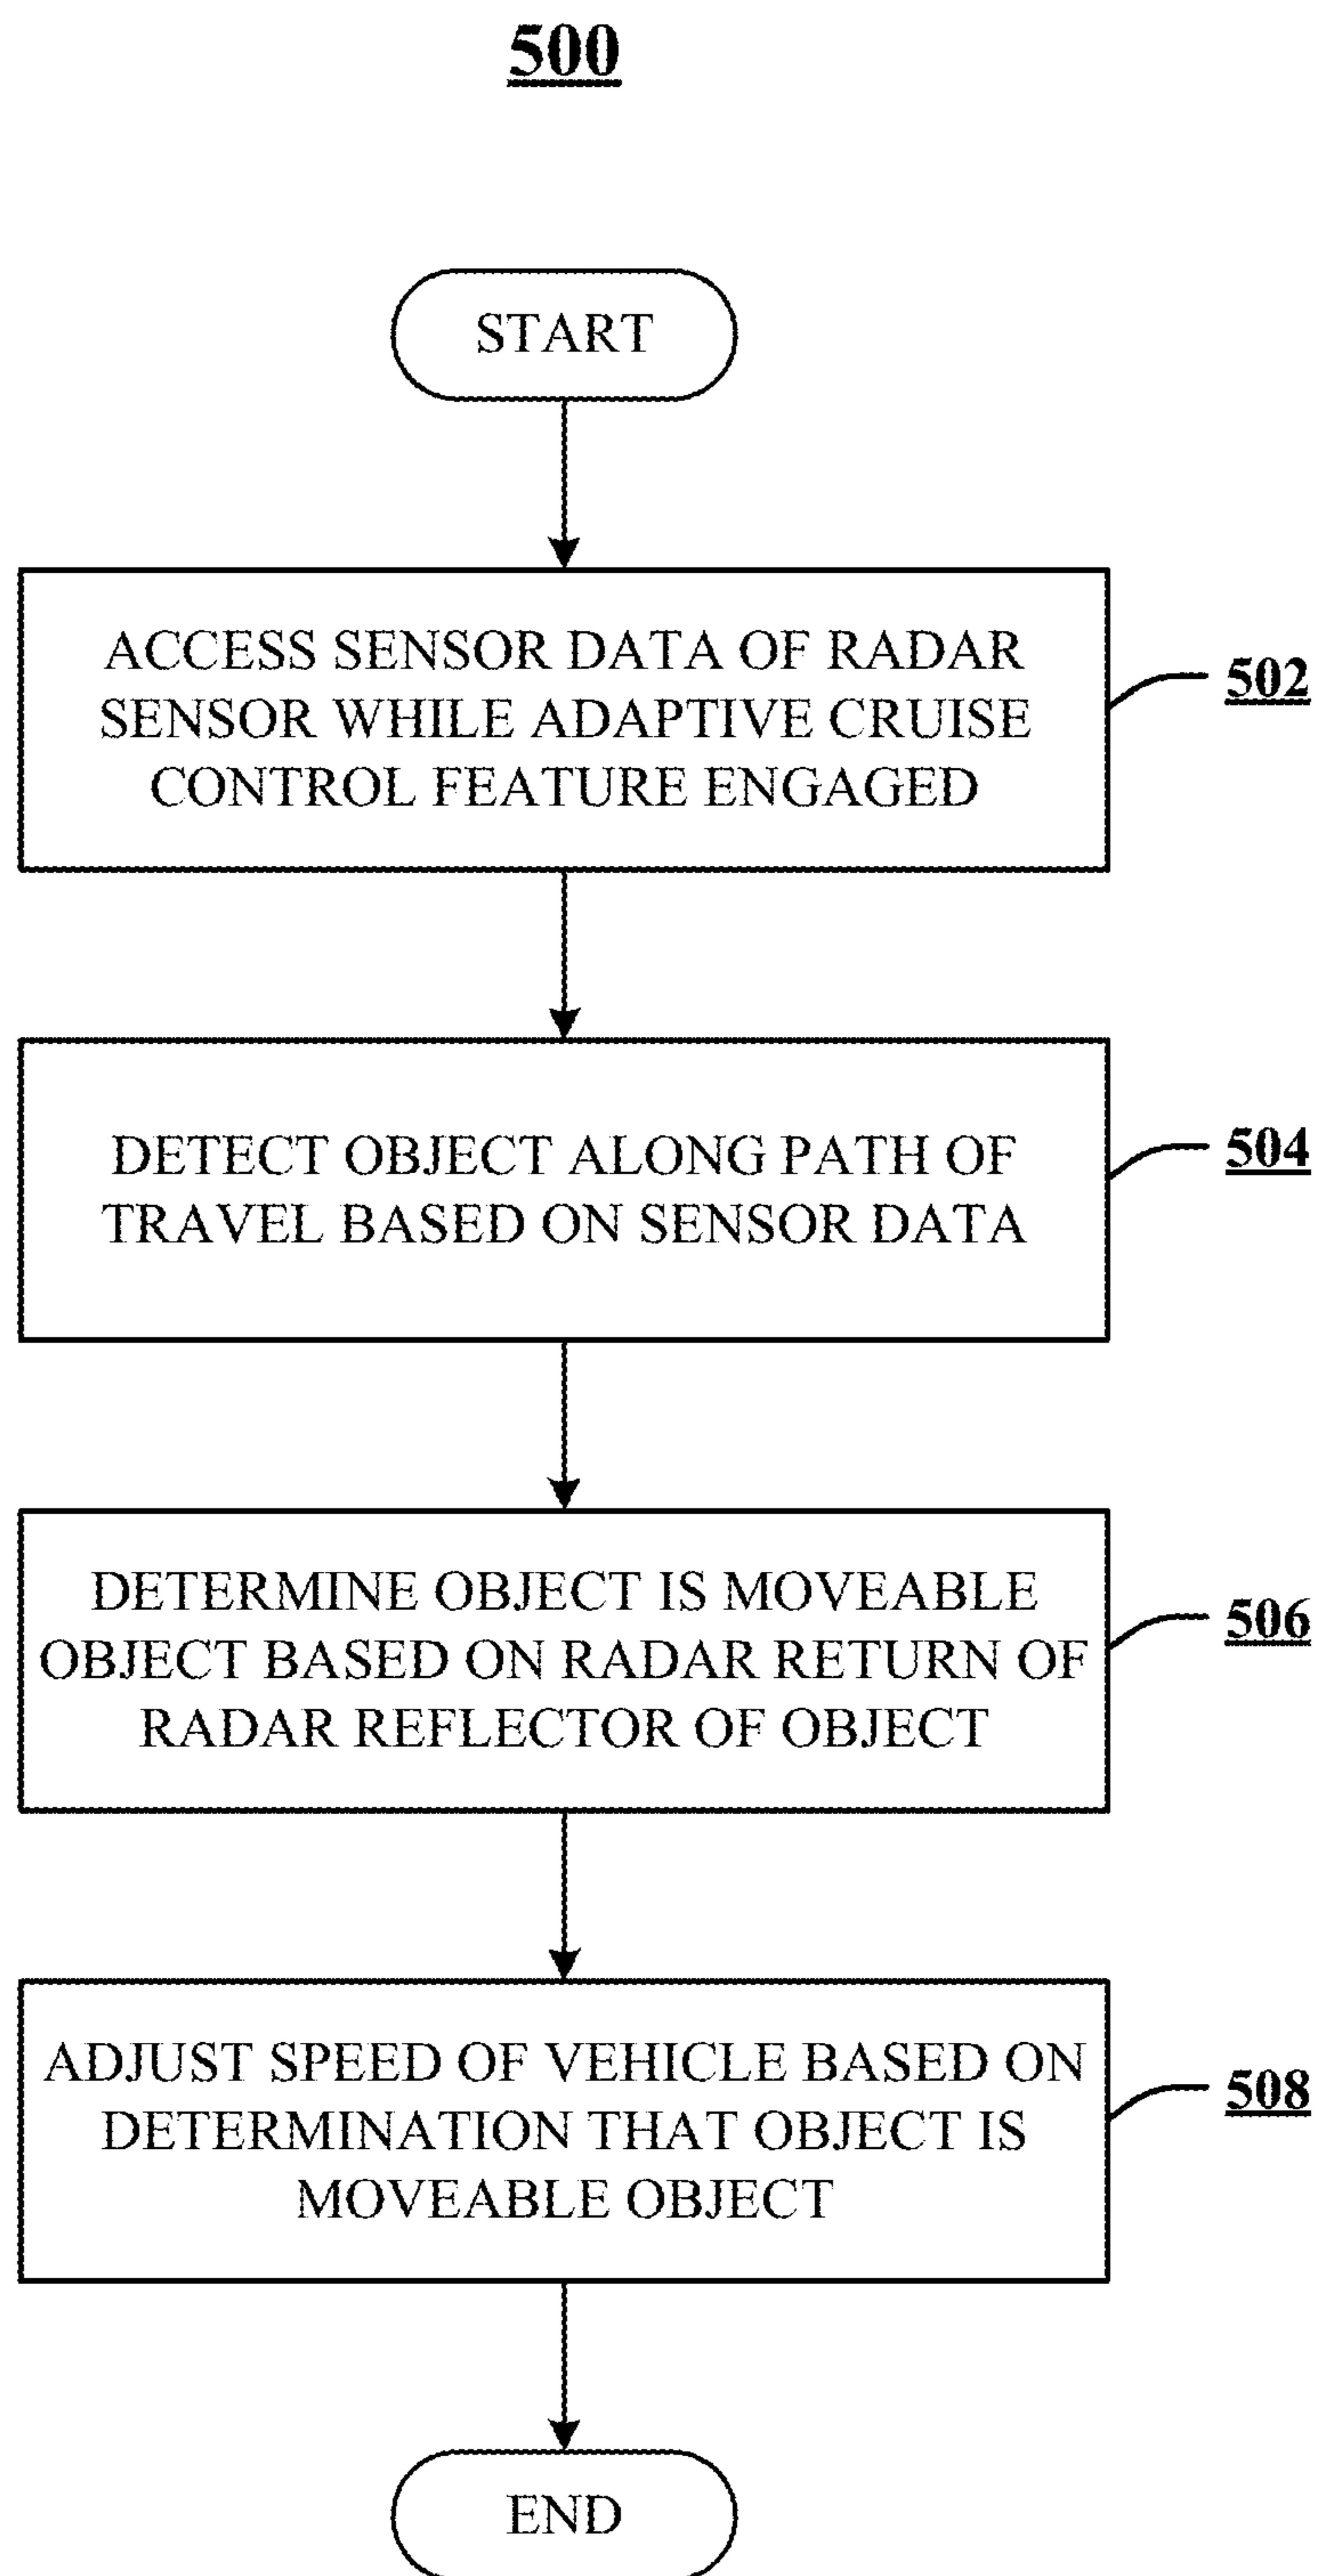 500
START
ACCESS SENSOR DATA OF RADAR
SENSOR WHILE ADAPTIVE CRUISE
CONTROL FEATURE ENGAGED
502
DETECT OBJECT ALONG PATH OF
TRAVEL BASED ON SENSOR DATA
504
DETERMINE OBJECT IS MOVEABLE
OBJECT BASED ON RADAR RETURN OF
RADAR REFLECTOR OF OBJECT
506
ADJUST SPEED OF VEHICLE BASED ON
DETERMINATION THAT OBJECT IS
MOVEABLE OBJECT
508
END